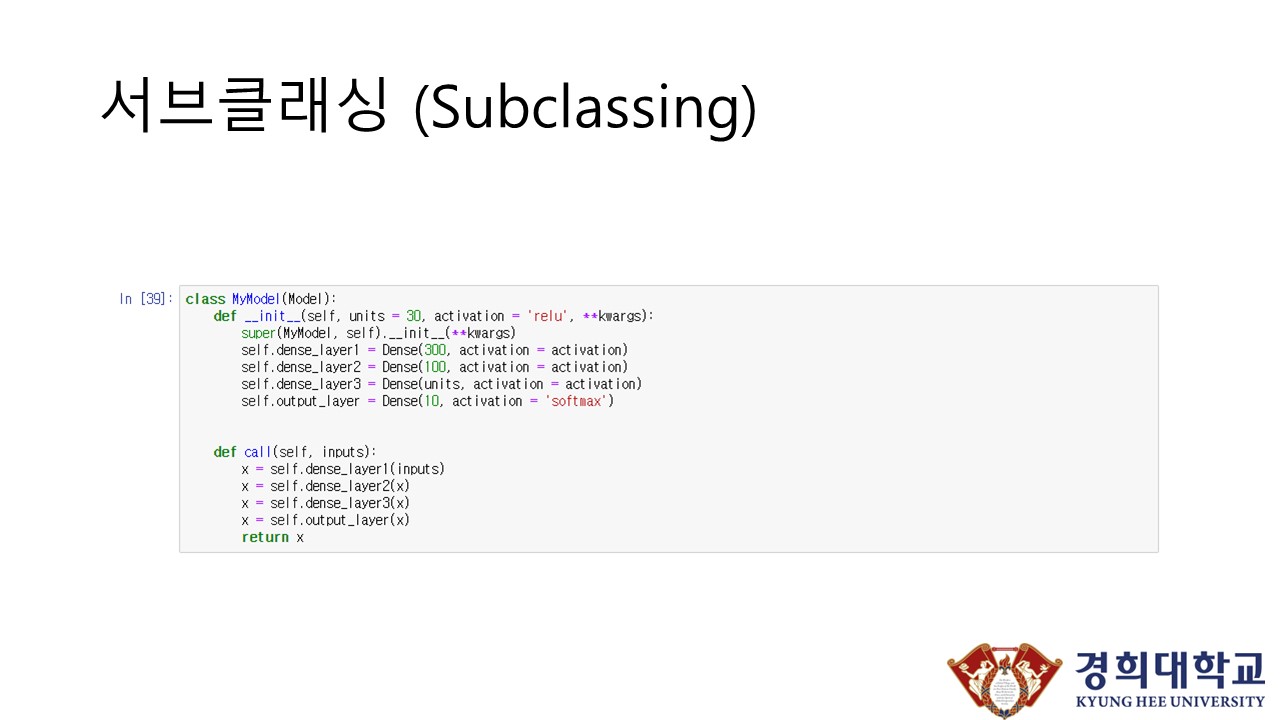 서브클래싱 (Subclassing)
In [39]:
class MyModel(Model):
    def __init__(self, units = 30, activation = 'relu', **kwargs):
        super(MyModel, self).__init__(**kwargs)
        self.dense_layer1 = Dense(300, activation = activation)
        self.dense_layer2 = Dense(100, activation = activation)
        self.dense_layer3 = Dense(units, activation = activation)
        self.output_layer = Dense(10, activation = 'softmax')
    def call(self, inputs):
        x = self.dense_layer1(inputs)
        x = self.dense_layer2(x)
        x = self.dense_layer3(x)
        x = self.output_layer(x)
        return x
경희대학교
KYUNG HEE UNIVERSITY